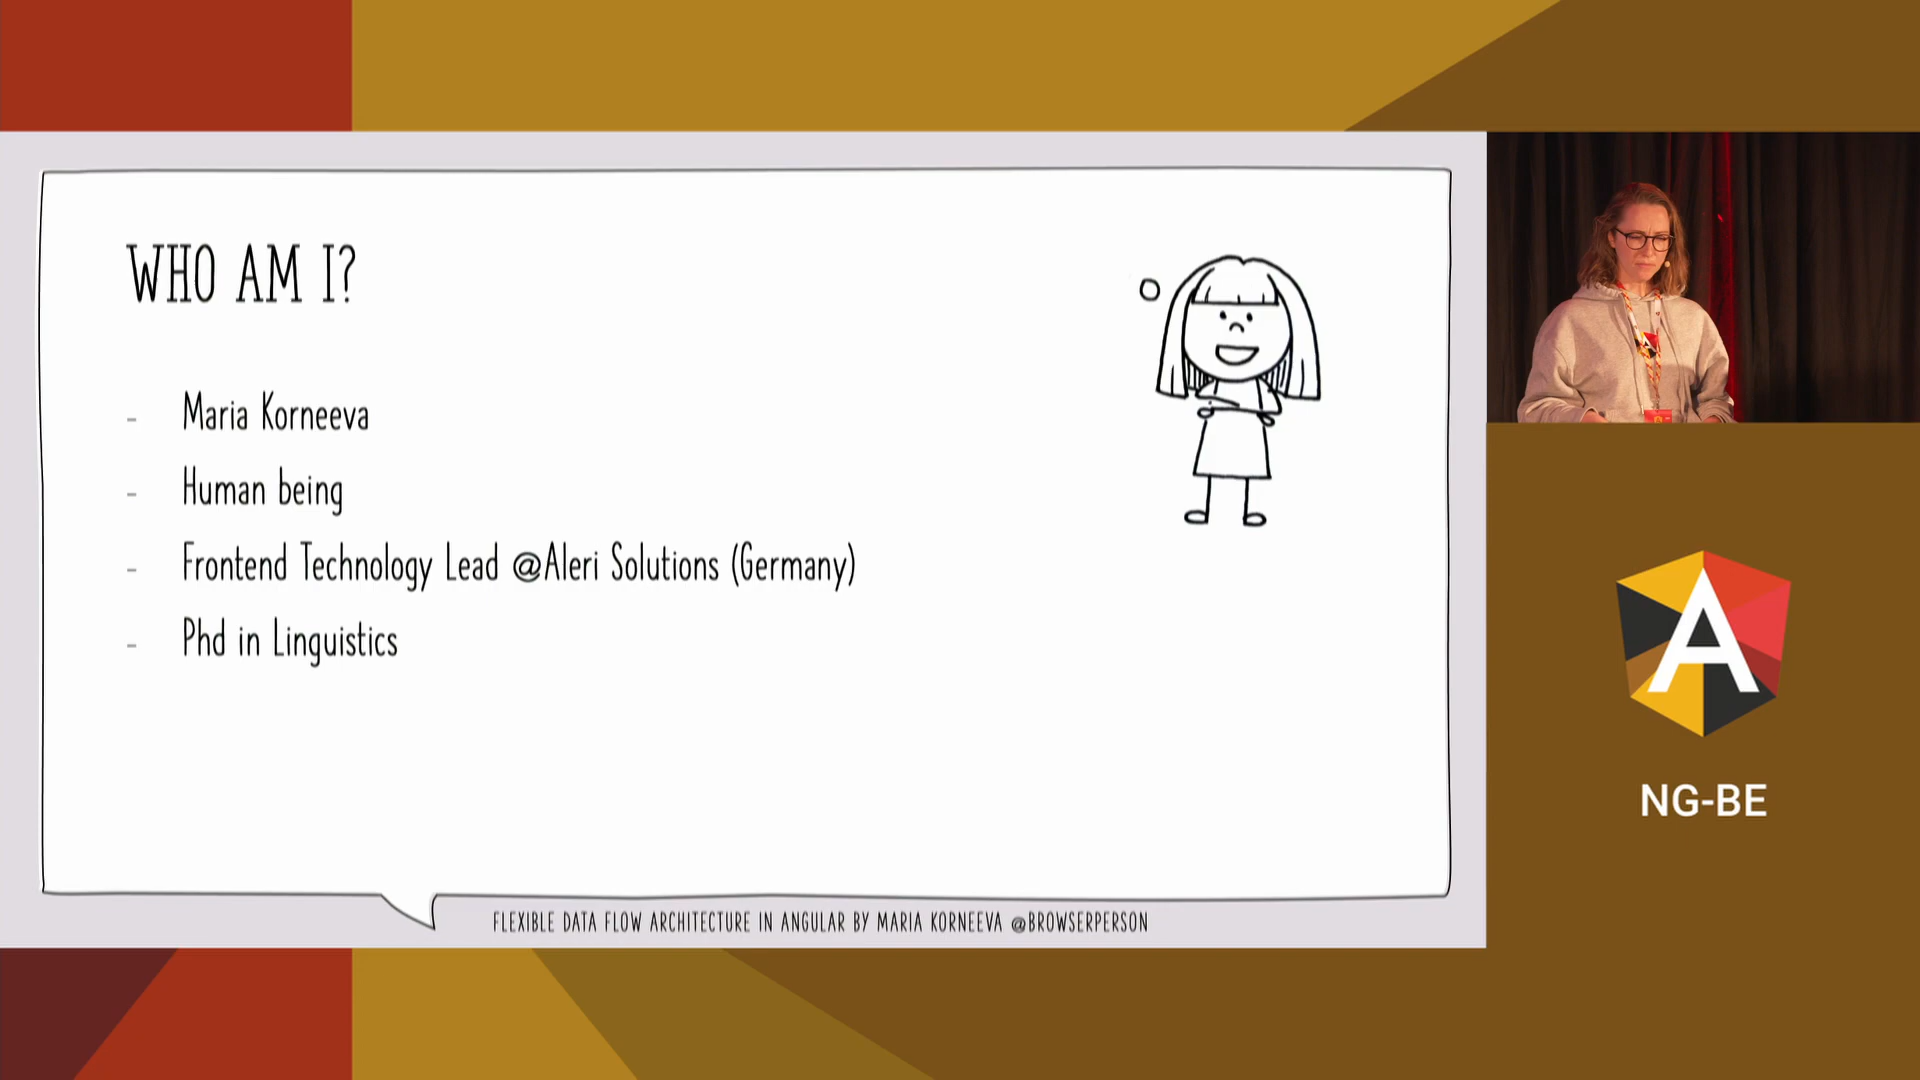 WHO AM I?
- Maria Korneeva
- Human being
- Frontend Technology Lead @Aleri Solutions (Germany)
- Phd in Linguistics
FLEXIBLE DATA FLOW ARCHITECTURE IN ANGULAR BY MARIA KORNEEVA @BROWSERPERSON
A
NG-BE